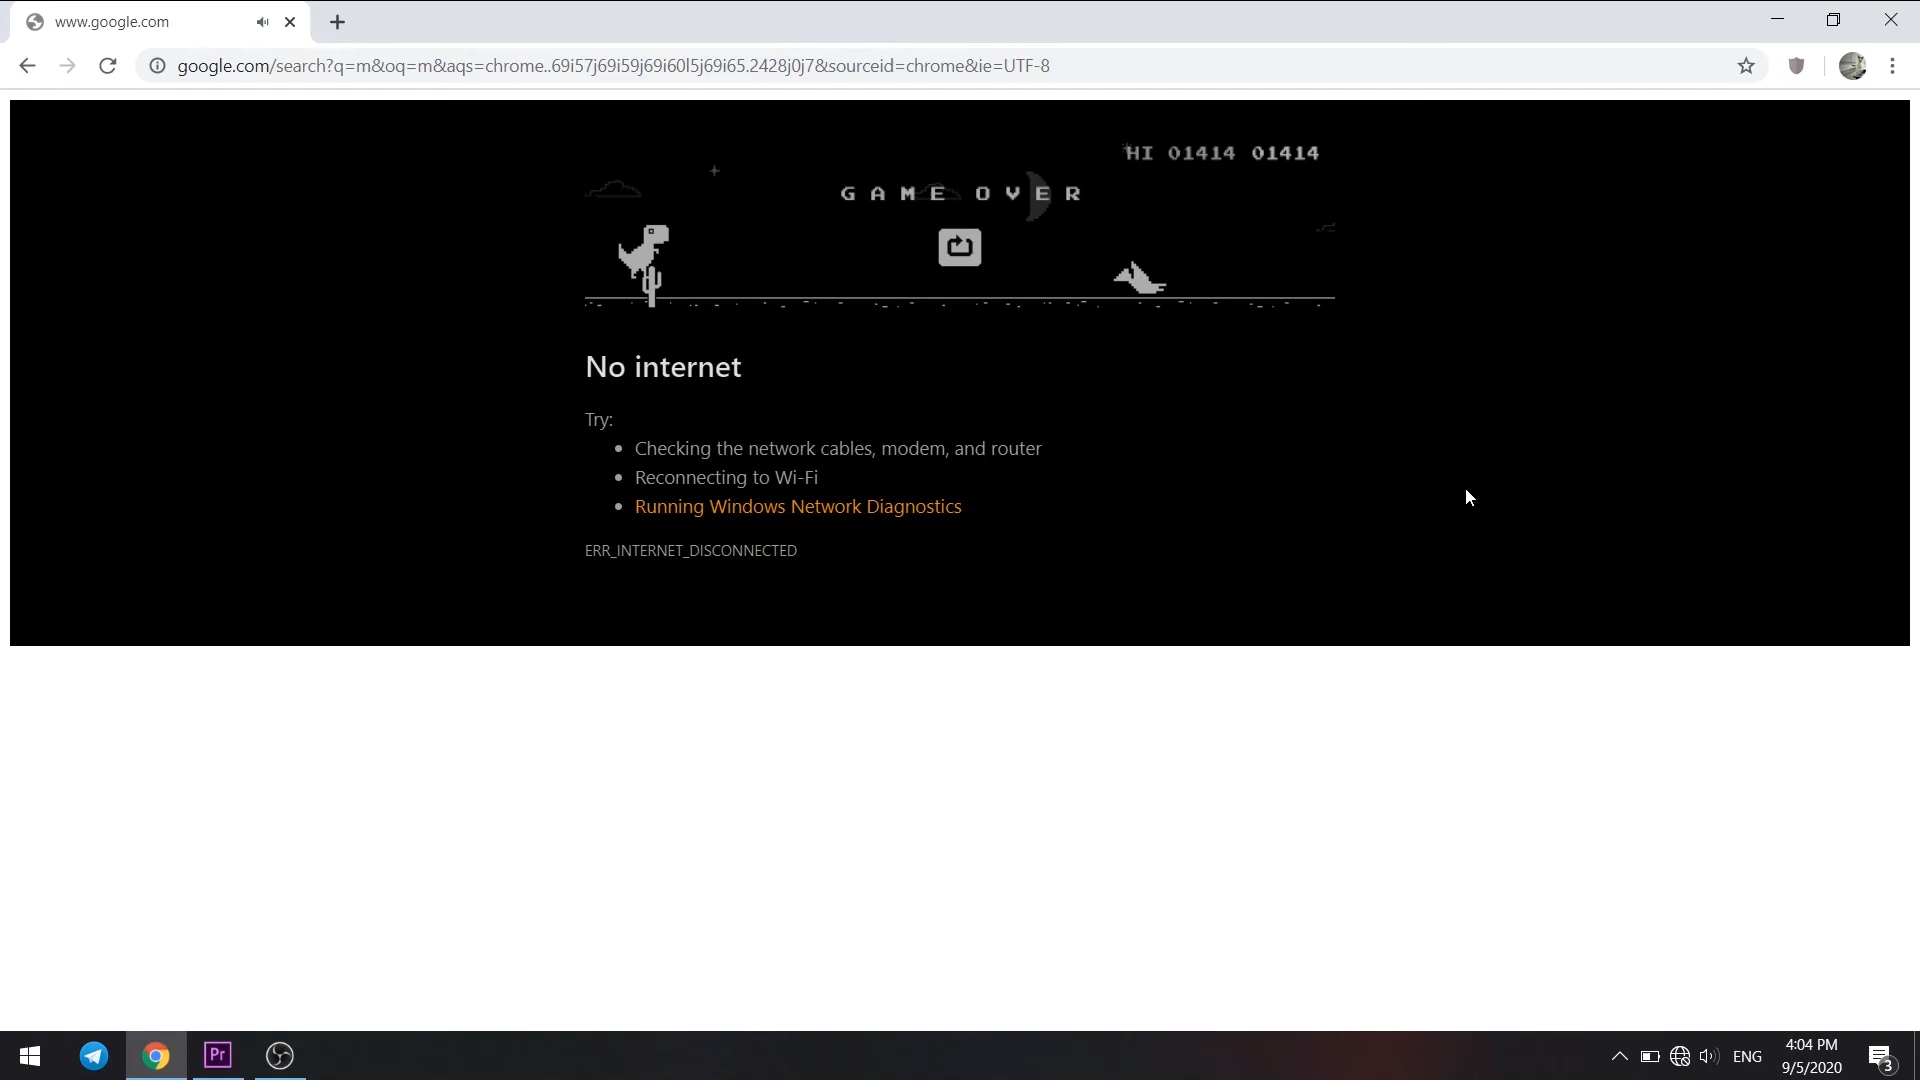 www.google.com
google.com/search?q=m&oq=m&aqs=chrome..69i57j69i59j69i60l5j69i65.2428j0j7&sourceid=chrome&ie=UTF-8
HI 01414 01414
GAME OVER
No internet
Try:
Checking the network cables, modem, and router
Reconnecting to Wi-Fi
Running Windows Network Diagnostics
ERR_INTERNET_DISCONNECTED
Pr
ENG
4:04 PM
9/5/2020
3